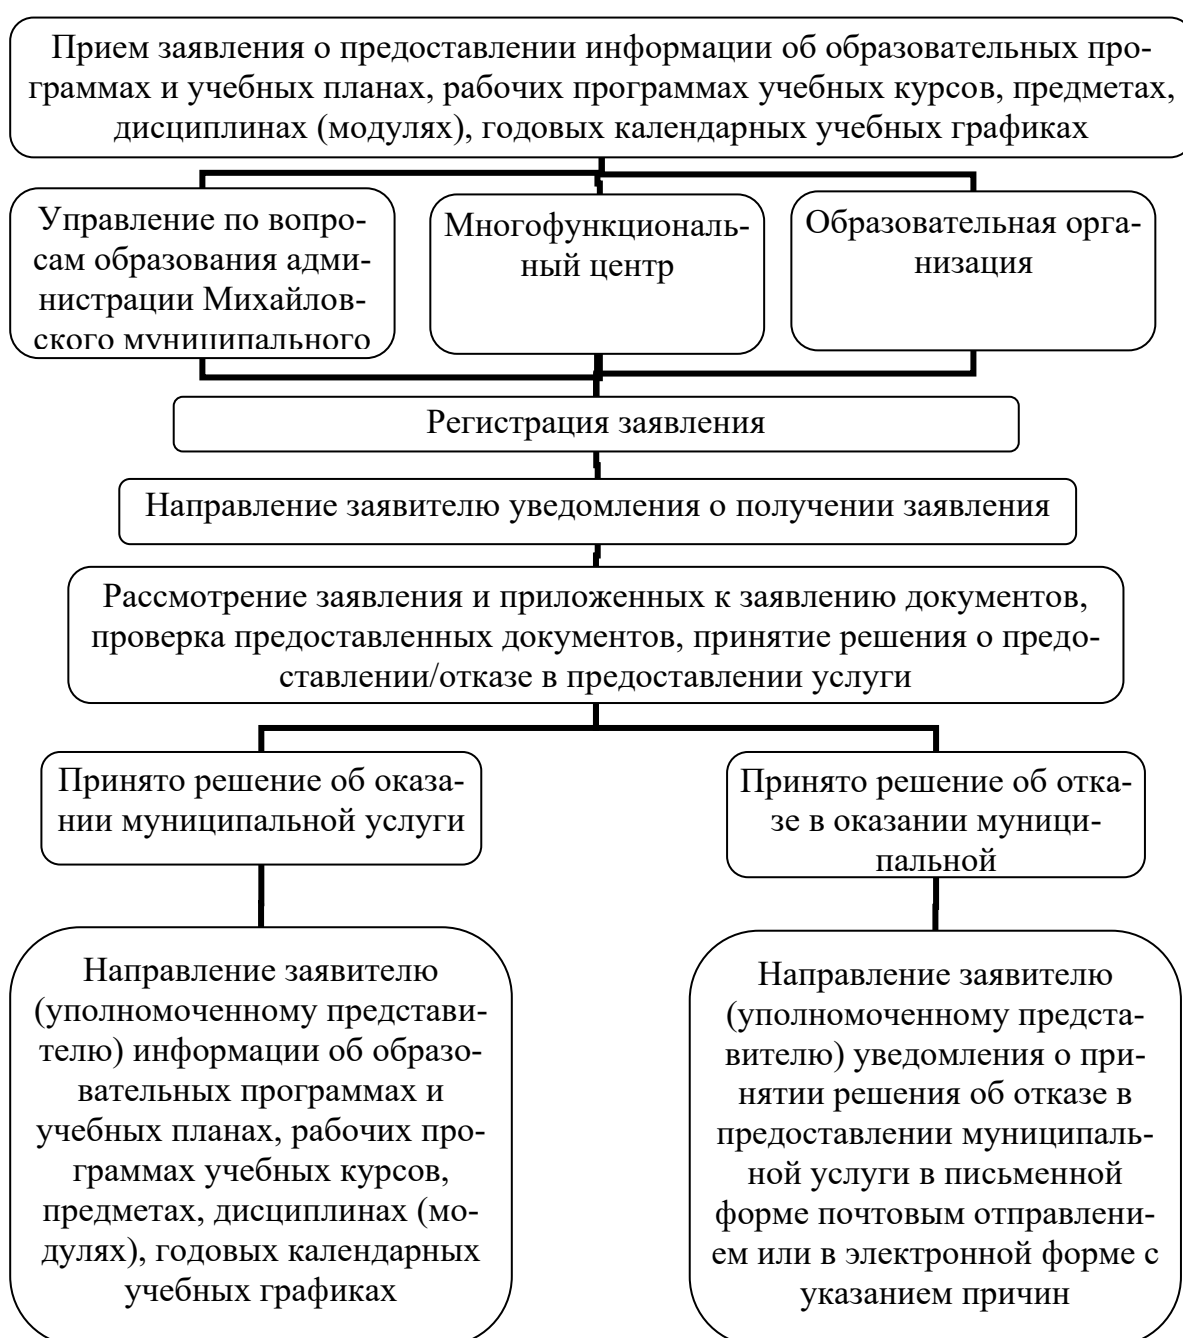 Прием заявления о предоставлении информации об образовательных про-
граммах и учебных планах, рабочих программах учебных курсов, предметах,
дисциплинах (модулях), годовых календарных учебных графиках
Управление по вопро-
сам образования адми-
нистрации Михайлов-
ского муниципального
Многофункциональ-
ный центр
Образовательная орга-
низация
Регистрация заявления
Направление заявителю уведомления о получении заявления
Рассмотрение заявления и приложенных к заявлению документов,
проверка предоставленных документов, принятие решения о предо-
ставлении/отказе в предоставлении услуги
Принято решение об оказа-
нии муниципальной услуги
Принято решение об отка-
зе в оказании муници-
пальной
Направление заявителю
(уполномоченному представи-
телю) информации об образо-
вательных программах и
учебных планах, рабочих про-
граммах учебных курсов,
предметах, дисциплинах (мо-
дулях), годовых календарных
учебных графиках
Направление заявителю
(уполномоченному предста-
вителю) уведомления о при-
нятии решения об отказе в
предоставлении муниципаль-
ной услуги в письменной
форме почтовым отправлени-
ем или в электронной форме с
указанием причин